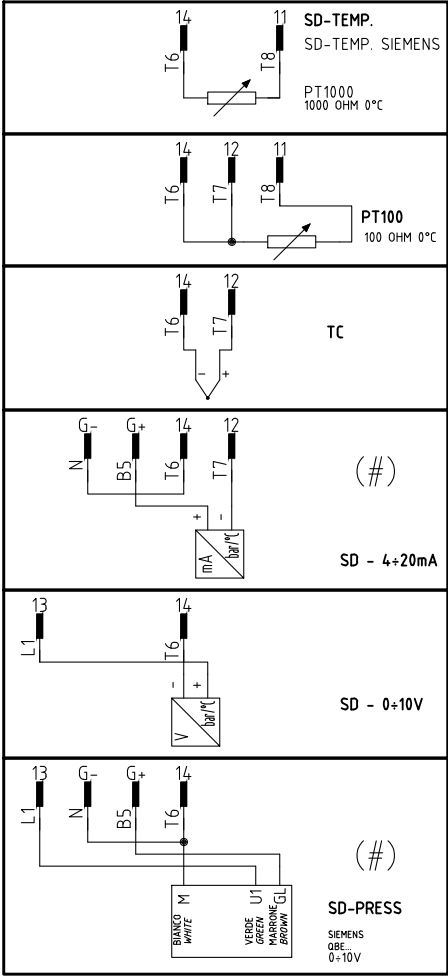 14 11 SD-TEMP.
SD-TEMP. SIEMENS
T6 T8
PT1000
1000 OHM 0°C
14 12 11
T6 T7 T8
PT100
100 OHM 0°C
14 12
T6 T7
TC
- +
G- G+ 14 12
N B5 T6 T7
(#)
+ -
mA bar/°C
SD - 4÷20mA
13 14
L1 T6
- +
V bar/°C
SD - 0÷10V
13 G- G+ 14
L1 N B5 T6
(#)
M U1 GL
BIANCO VERDE MARRONE
WHITE GREEN BROWN
SD-PRESS
SIEMENS
QBE...
0÷10V